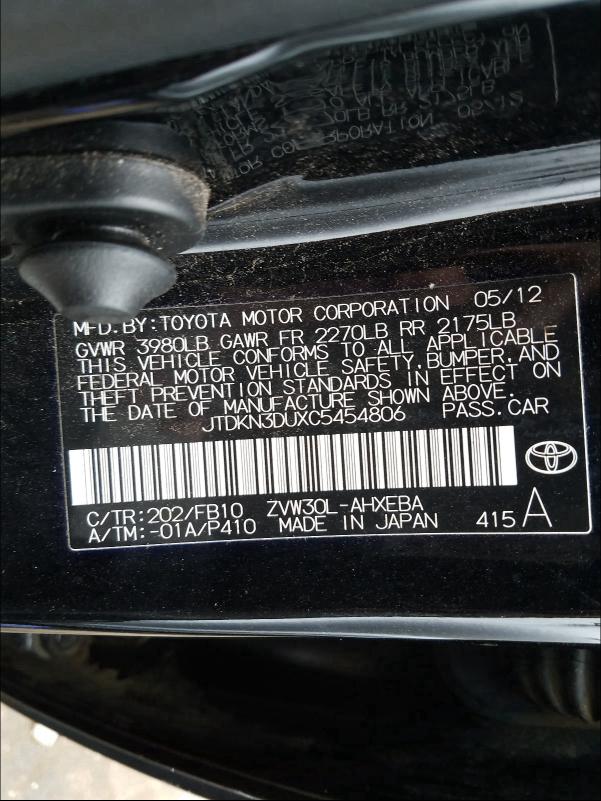 MFD. BY: TOYOTA MOTOR CORPORATION 05/12
GVWR 3980LB GAWR FR 2270LB RR 2175LB
THIS VEHICLE CONFORMS TO ALL APPLICABLE
FEDERAL MOTOR VEHICLE SAFETY, BUMPER, AND
THEFT PREVENTION STANDARDS IN EFFECT ON
THE DATE OF MANUFACTURE SHOWN ABOVE.
JTDKN3DUXC5454806 PASS. CAR
C/TR: 202/FB10 ZVW30L-AHXEBA
A/TM: -01A/P410 MADE IN JAPAN 415 A